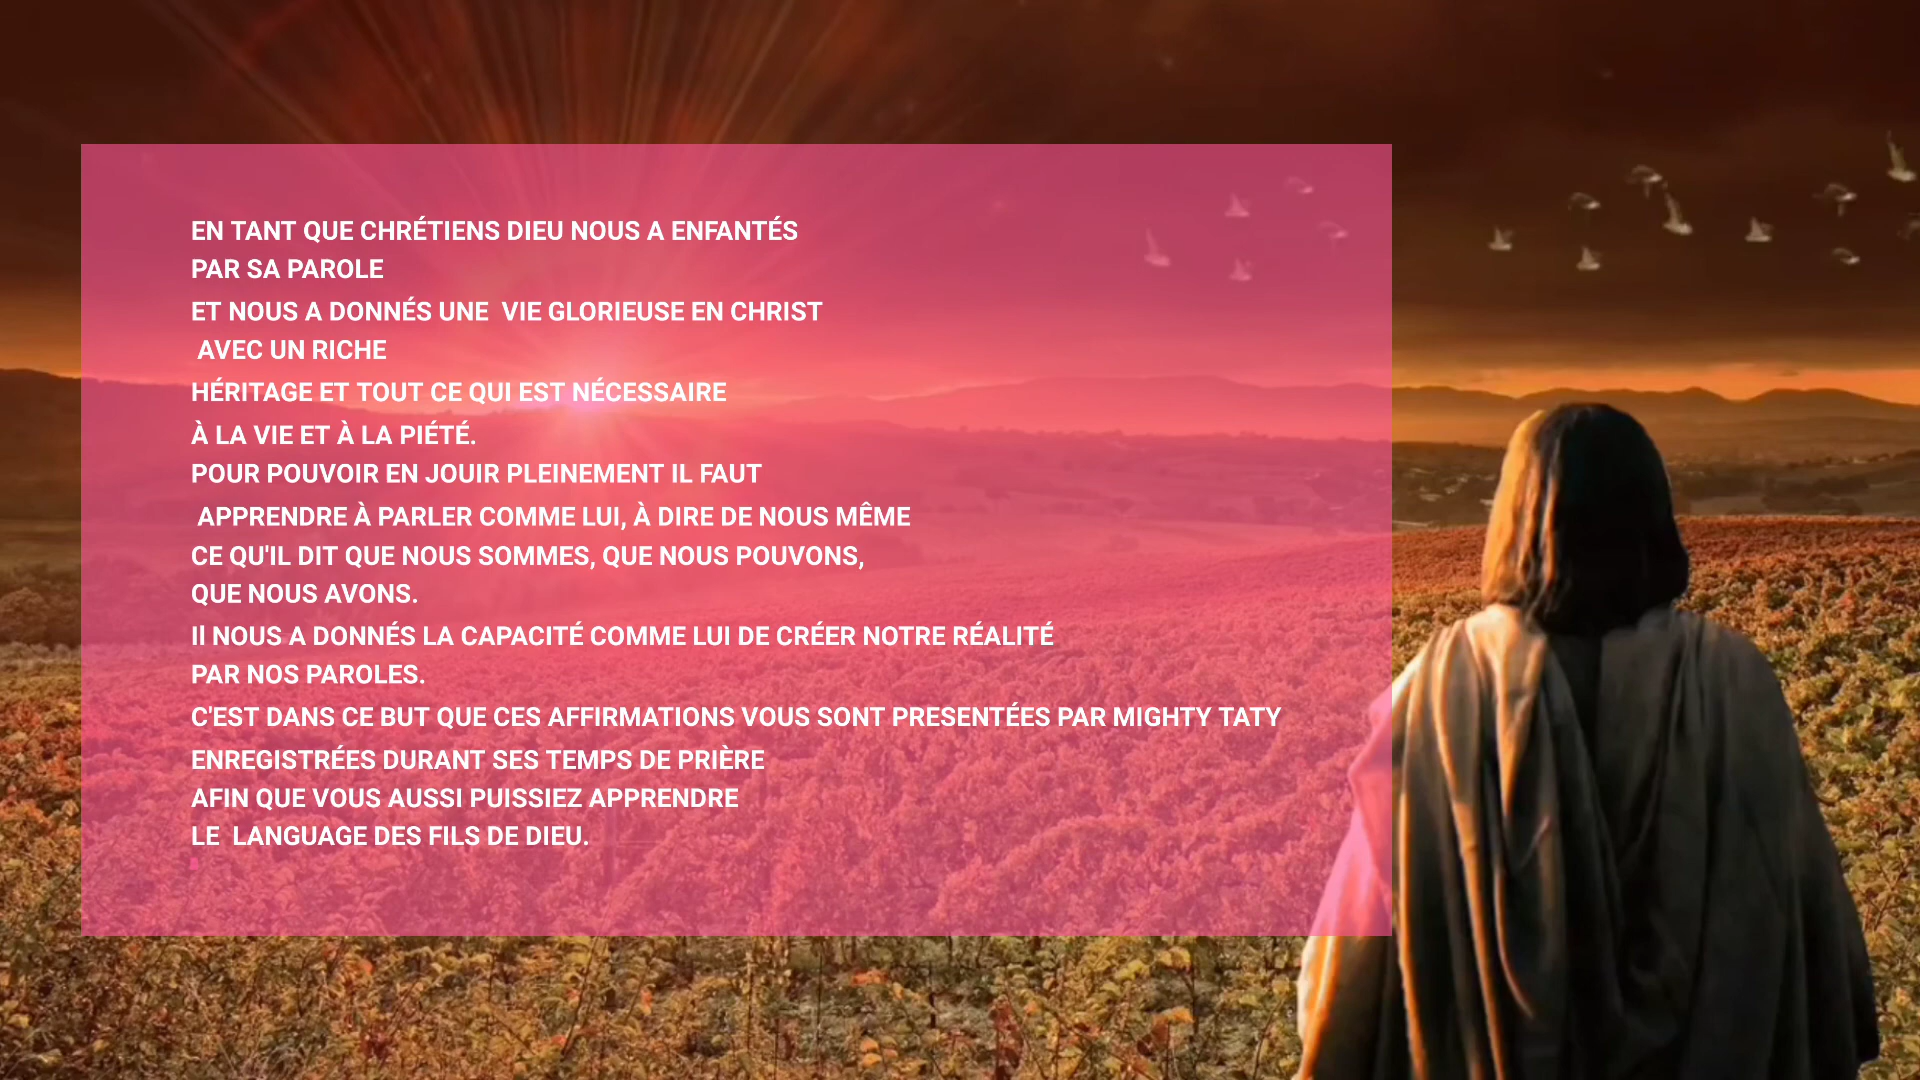 EN TANT QUE CHRÉTIENS DIEU NOUS A ENFANTÉS
PAR SA PAROLE
ET NOUS A DONNÉS UNE  VIE GLORIEUSE EN CHRIST
AVEC UN RICHE
HÉRITAGE ET TOUT CE QUI EST NÉCESSAIRE
À LA VIE ET À LA PIÉTÉ.
POUR POUVOIR EN JOUIR PLEINEMENT IL FAUT
APPRENDRE À PARLER COMME LUI, À DIRE DE NOUS MÊME
CE QU'IL DIT QUE NOUS SOMMES, QUE NOUS POUVONS,
QUE NOUS AVONS.
Il NOUS A DONNÉS LA CAPACITÉ COMME LUI DE CRÉER NOTRE RÉALITÉ
PAR NOS PAROLES.
C'EST DANS CE BUT QUE CES AFFIRMATIONS VOUS SONT PRESENTÉES PAR MIGHTY TATY
ENREGISTRÉES DURANT SES TEMPS DE PRIÈRE
AFIN QUE VOUS AUSSI PUISSIEZ APPRENDRE
LE  LANGUAGE DES FILS DE DIEU.